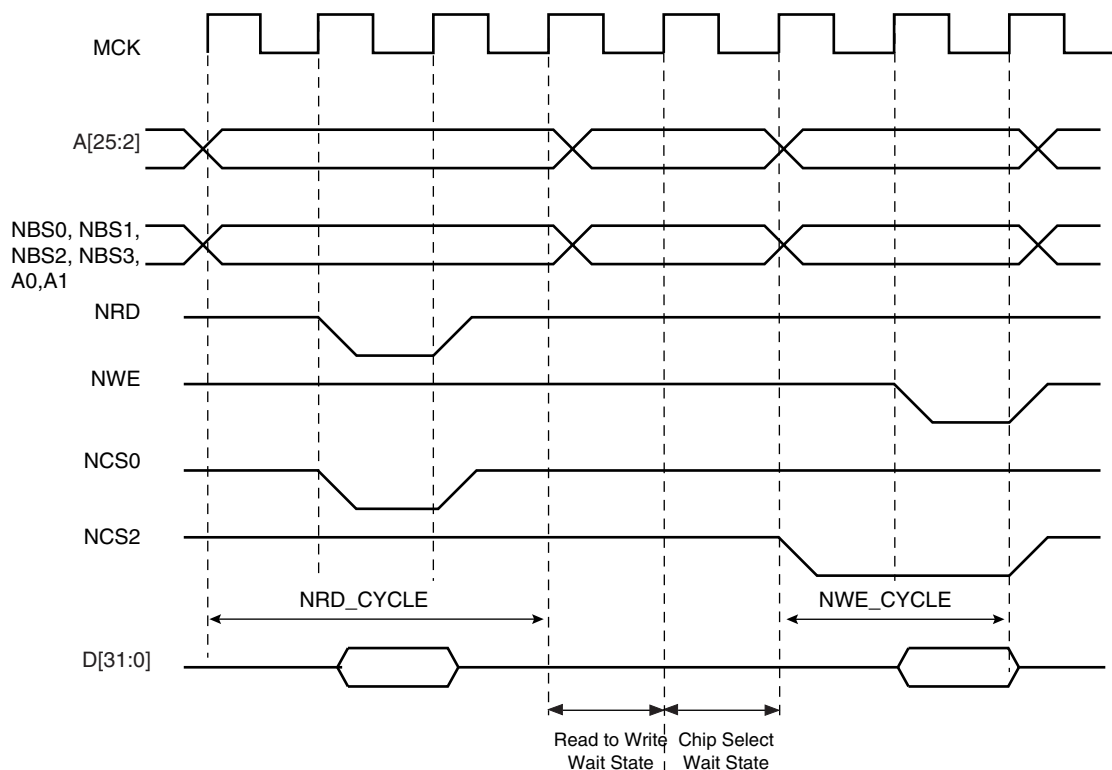 MCK
A[25:2]
NBS0, NBS1,
NBS2, NBS3,
A0,A1
NRD
NWE
NCS0
NCS2
NRD_CYCLE
NWE_CYCLE
D[31:0]
Read to Write
Wait State
Chip Select
Wait State